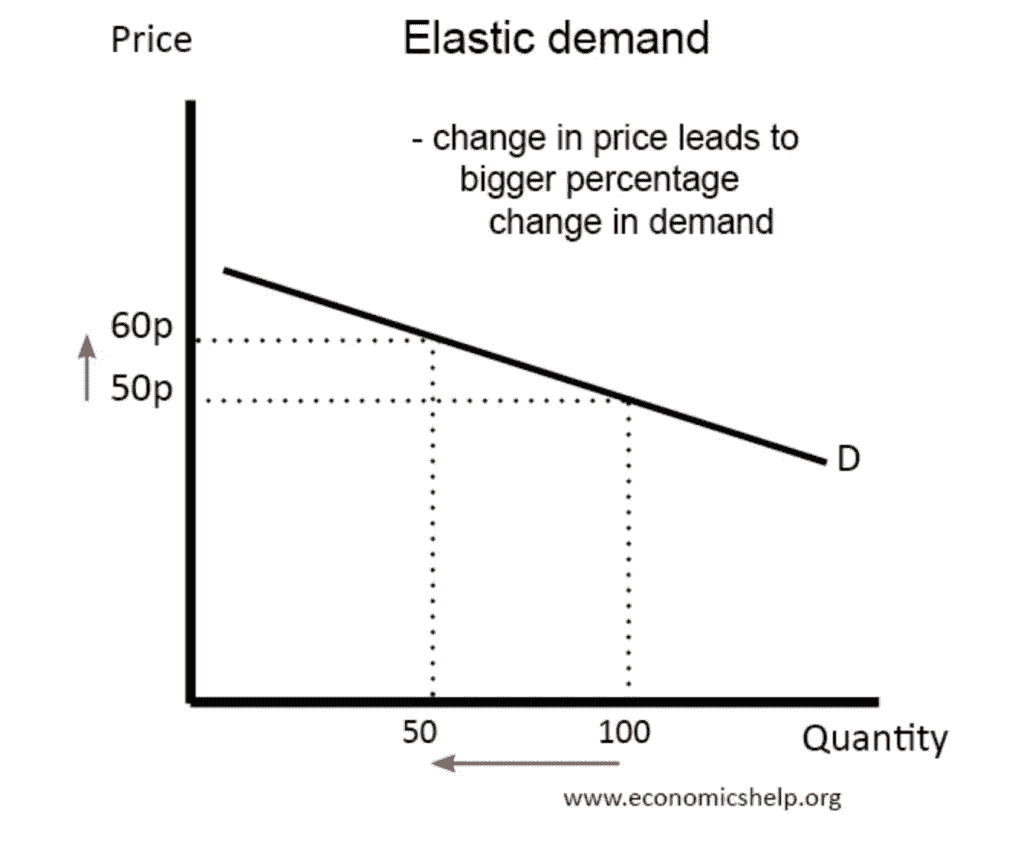 Price
Elastic demand
- change in price leads to
bigger percentage
change in demand
60p
50p
D
50
100
Quantity
www.economicshelp.org